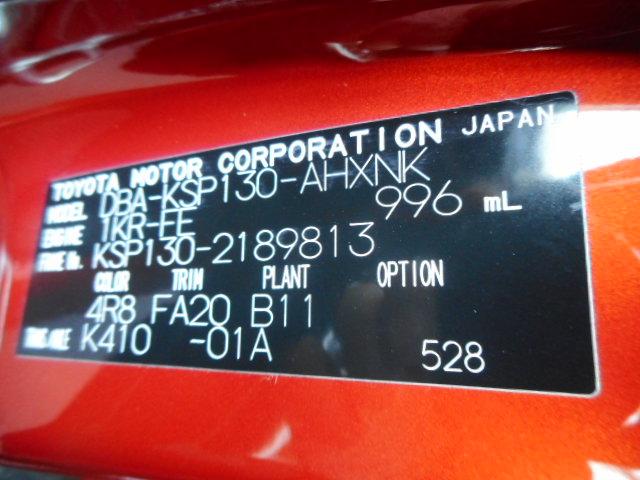 TOYOTA MOTOR CORPORATION JAPAN
MODEL DBA-KSP130-AHXNK
ENGINE 1KR-FE 996 mL
FRAME No. KSP130-2189813
COLOR TRIM PLANT OPTION
4R8 FA20 B11
TRANS./AXLE K410 -01A
528